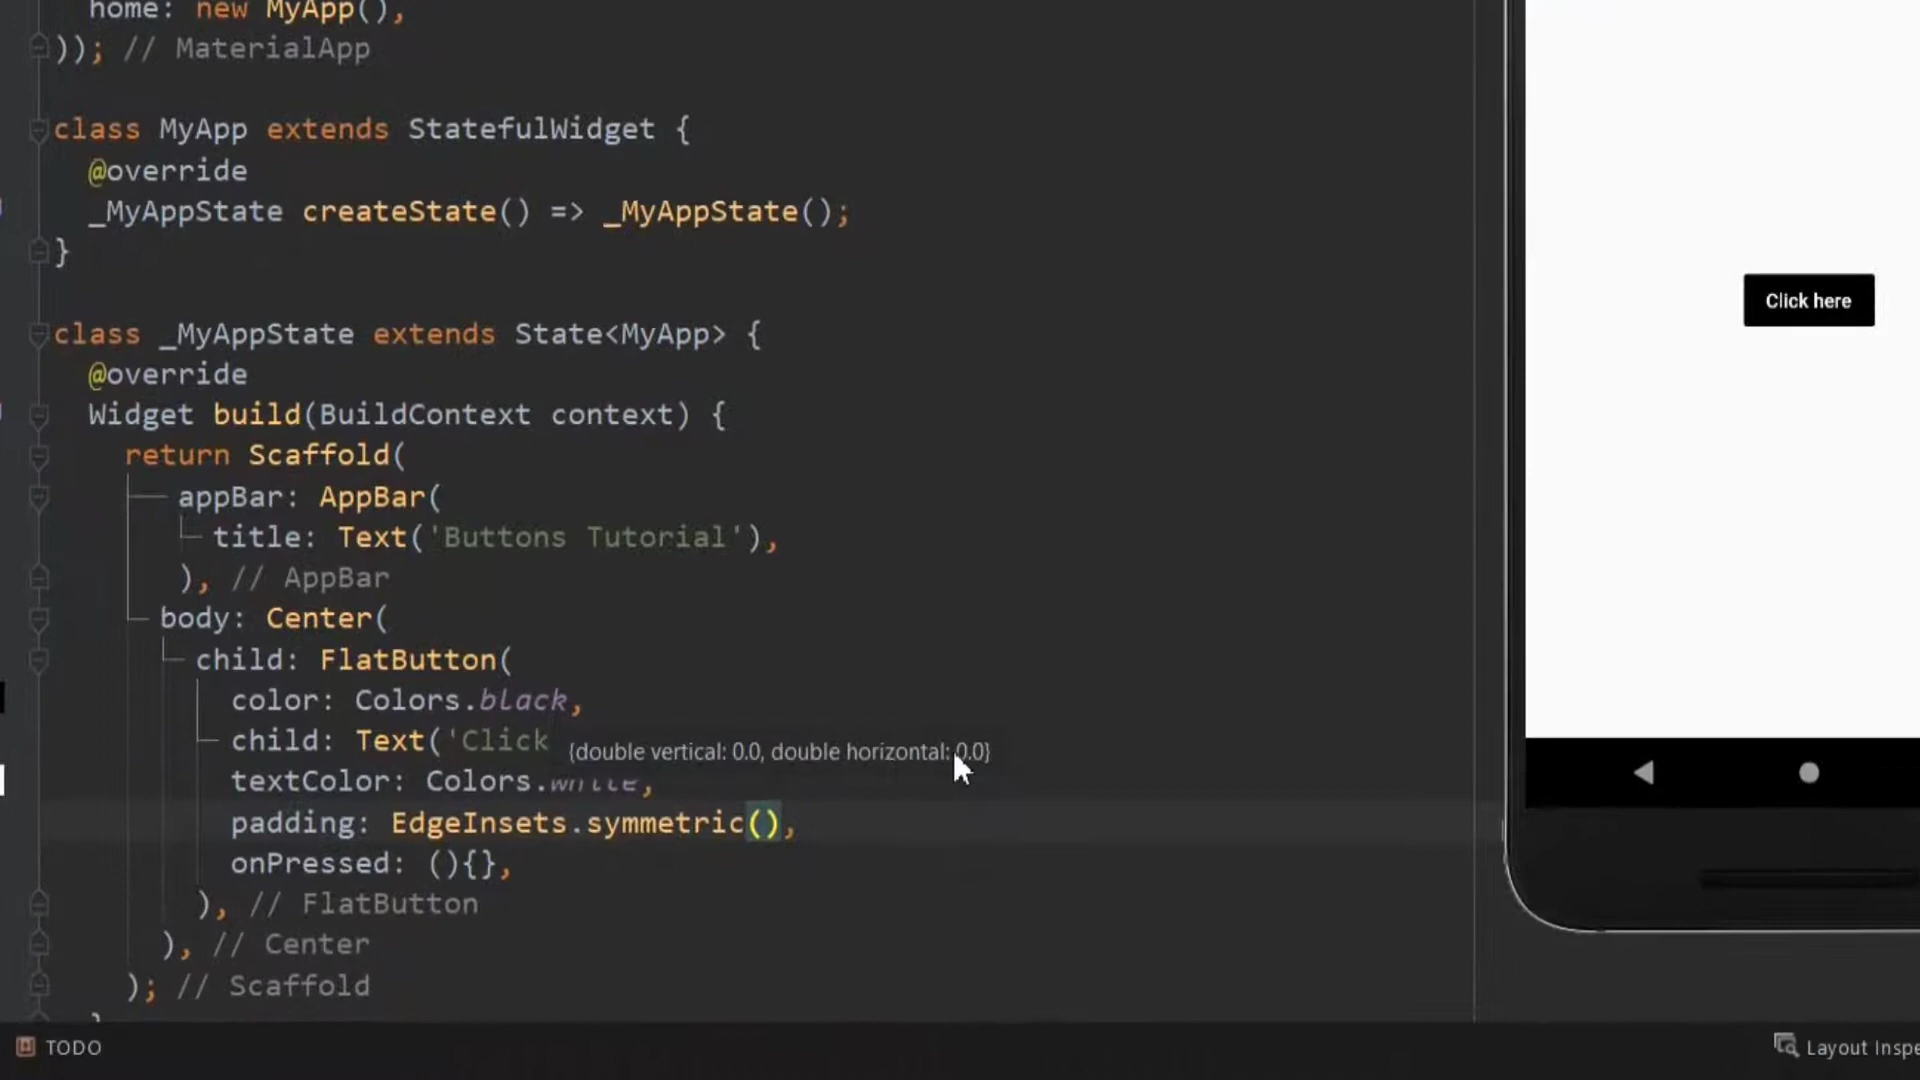 home: new MyApp(),
)); // MaterialApp
class MyApp extends StatefulWidget {
@override
_MyAppState createState() => _MyAppState();
}
class _MyAppState extends State<MyApp> {
@override
Widget build(BuildContext context) {
return Scaffold(
appBar: AppBar(
title: Text('Buttons Tutorial'),
), // AppBar
body: Center(
child: FlatButton(
color: Colors.black,
child: Text('Click
{double vertical: 0.0, double horizontal: 0.0}
textColor: Colors.white,
padding: EdgeInsets.symmetric(),
onPressed: (){},
), // FlatButton
), // Center
); // Scaffold
}
Click here
TODO
Layout Inspe